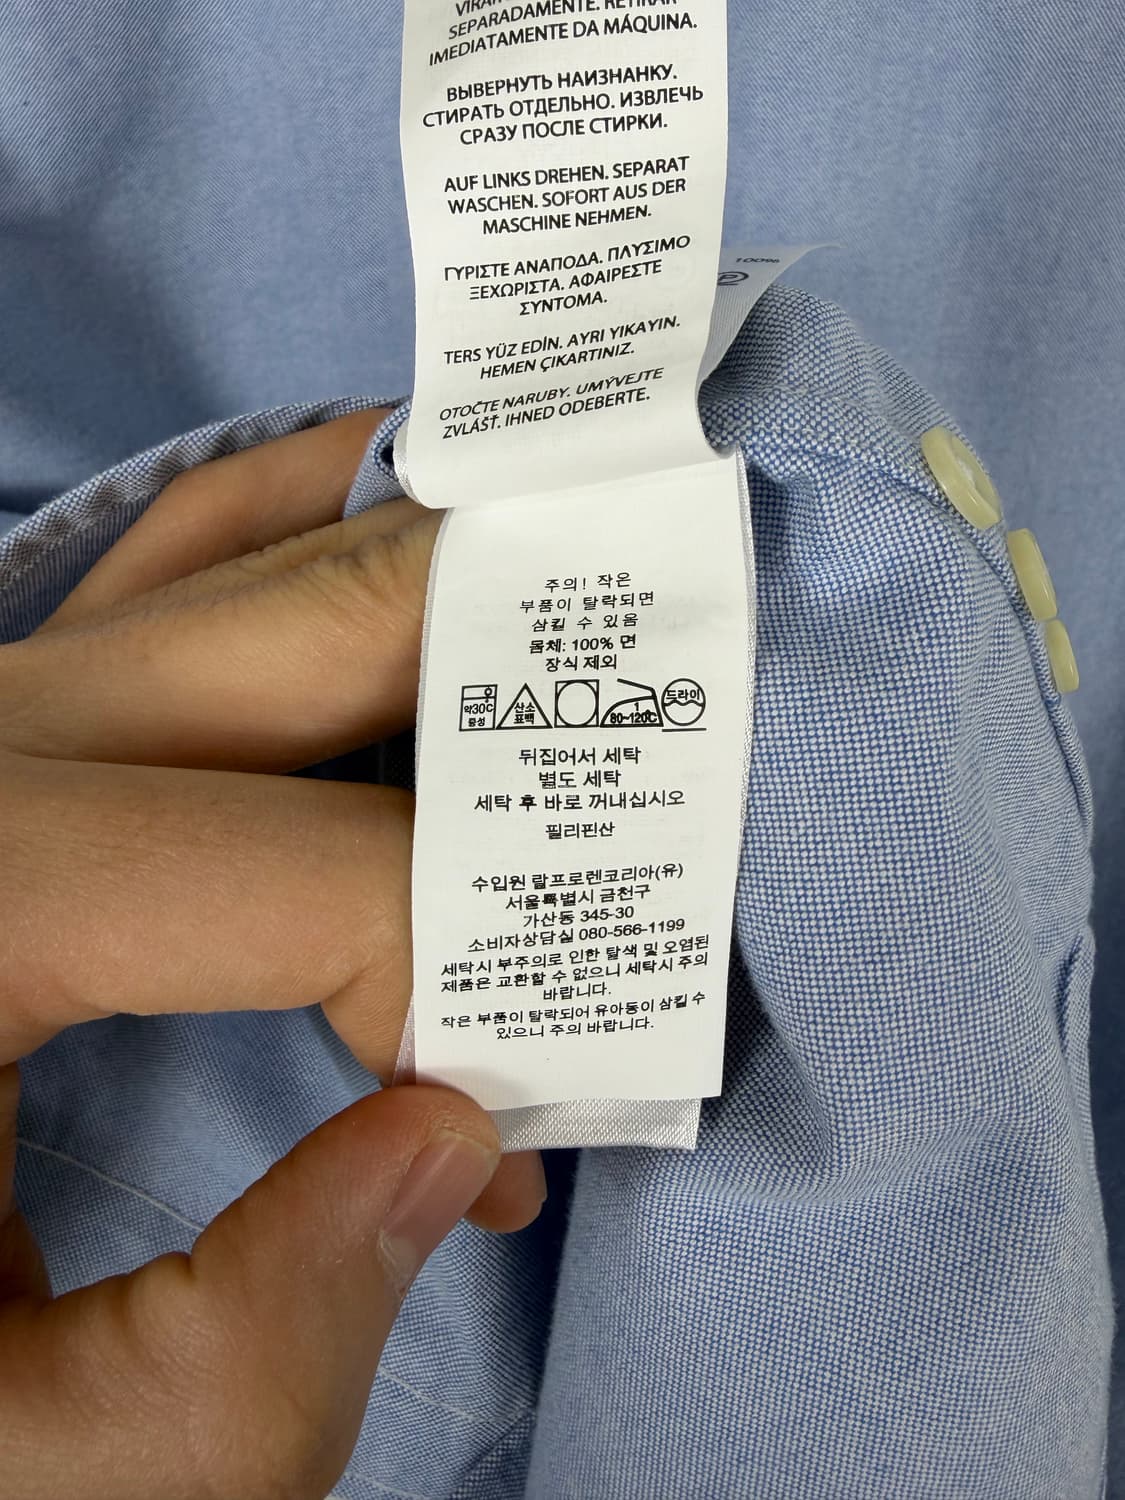 SEPARADAMENTE. RETIRAR
IMEDIATAMENTE DA MÁQUINA.
ВЫВЕРНУТЬ НАИЗНАНКУ.
СТИРАТЬ ОТДЕЛЬНО. ИЗВЛЕЧЬ
СРАЗУ ПОСЛЕ СТИРКИ.
AUF LINKS DREHEN. SEPARAT
WASCHEN. SOFORT AUS DER
MASCHINE NEHMEN.
ΓΥΡΙΣΤΕ ΑΝΑΠΟΔΑ. ΠΛΥΣΙΜΟ
ΞΕΧΩΡΙΣΤΑ. ΑΦΑΙΡΕΣΤΕ
ΣΥΝΤΟΜΑ.
TERS YÜZ EDİN. AYRI YIKAYIN.
HEMEN ÇIKARTINIZ.
OTOČTE NARUBY. UMÝVEJTE
ZVLÁŠŤ. IHNED ODEBERTE.
100%
P
주의! 작은
부품이 탈락되면
삼킬 수 있음
몸체: 100% 면
장식 제외
약30℃ 중성 산소 표백 1 80~120℃ 드라이
뒤집어서 세탁
별도 세탁
세탁 후 바로 꺼내십시오
필리핀산
수입원 랄프로렌코리아(유)
서울특별시 금천구
가산동 345-30
소비자상담실 080-566-1199
세탁시 부주의로 인한 탈색 및 오염된
제품은 교환할 수 없으니 세탁시 주의
바랍니다.
작은 부품이 탈락되어 유아동이 삼킬 수
있으니 주의 바랍니다.